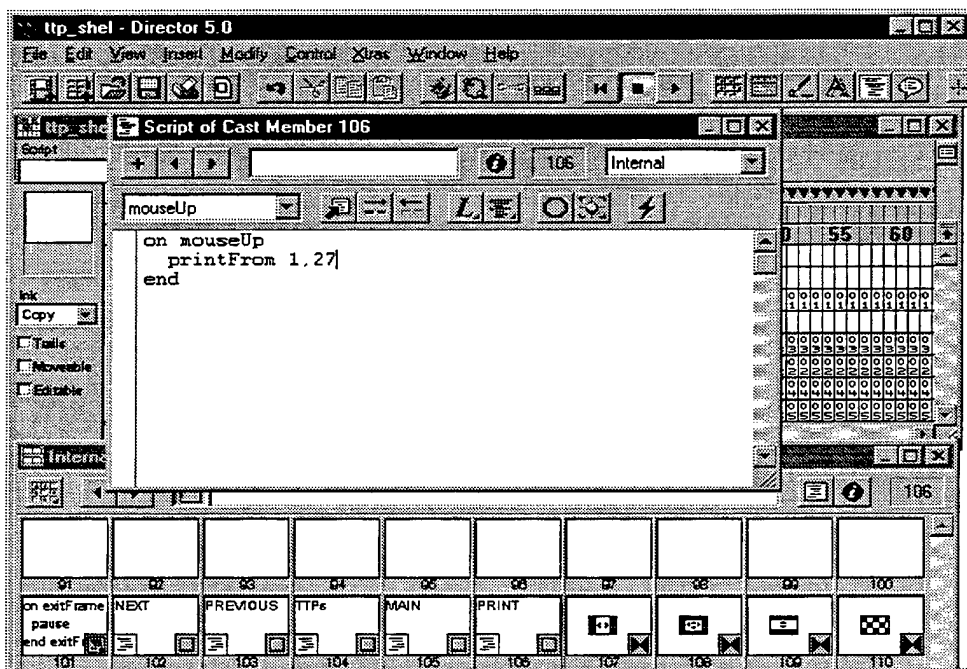 ttp_shel - Director 5.0
File Edit View Insert Modify Control Xtras Window Help
ttp_she
Script of Cast Member 106
Script
106
Internal
mouseUp
55 60
on mouseUp
printFrom 1,27
end
Ink
Copy
Trails
Moveable
Editable
Interna
106
91 92 93 94 95 96 97 98 99 100
on exitFrame
pause
end exitF
NEXT
PREVIOUS
TTPs
MAIN
PRINT
101 102 103 104 105 106 107 108 109 110